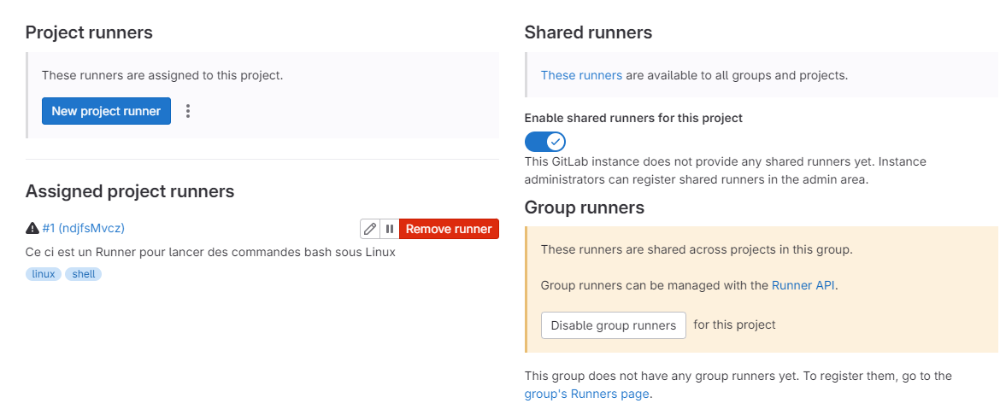 Project runners
These runners are assigned to this project.
New project runner
Assigned project runners
#1 (ndjfsMvcz)
Remove runner
Ce ci est un Runner pour lancer des commandes bash sous Linux
linux shell
Shared runners
These runners are available to all groups and projects.
Enable shared runners for this project
This GitLab instance does not provide any shared runners yet. Instance
administrators can register shared runners in the admin area.
Group runners
These runners are shared across projects in this group.
Group runners can be managed with the Runner API.
Disable group runners for this project
This group does not have any group runners yet. To register them, go to the
group's Runners page.